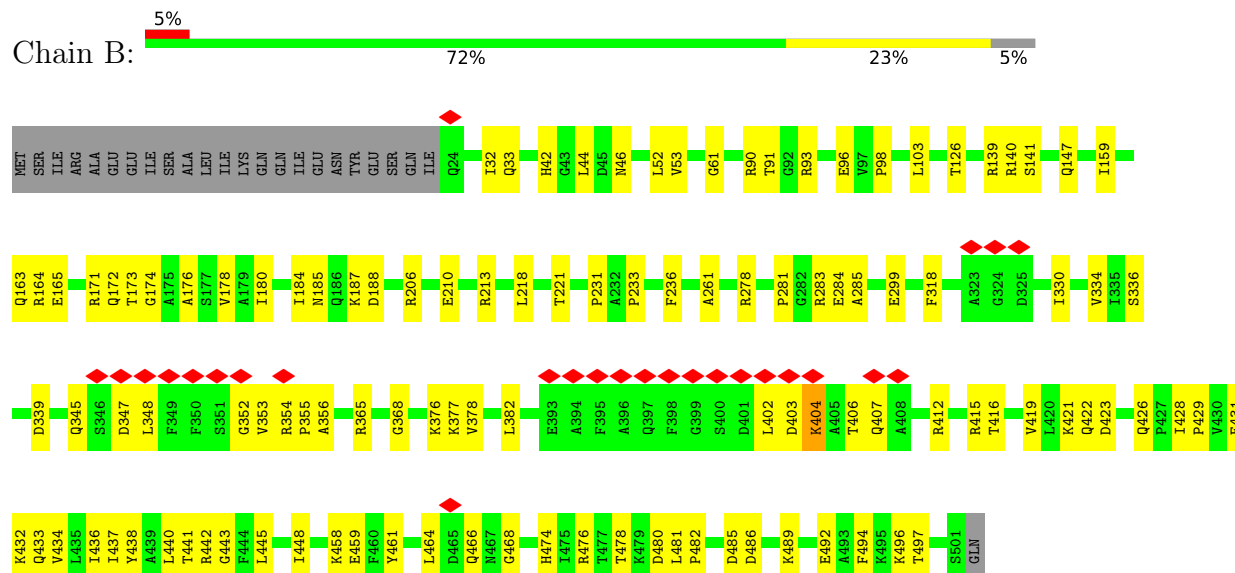 5%
Chain B:
72% 23% 5%
MET SER ILE ARG ALA GLU GLU ILE SER ALA LEU ILE LYS GLN GLN ILE GLU ASN TYR GLU SER GLN ILE Q24 I32 Q33 H42 G43 L44 D45 N46 L52 V53 G61 R90 T91 G92 R93 E96 V97 P98 L103 T126 R139 R140 S141 Q147 I159
Q163 R164 E165 R171 Q172 T173 G174 A175 A176 S177 V178 A179 I180 I184 N185 Q186 K187 D188 R206 E210 R213 L218 T221 P231 A232 P233 F236 A261 R278 P281 G282 R283 E284 A285 E299 F318 A323 G324 D325 I330 V334 I335 S336
D339 Q345 S346 D347 L348 F349 F350 S351 G352 V353 R354 P355 A356 R365 G368 K376 K377 V378 L382 E393 A394 F395 A396 Q397 F398 G399 S400 D401 L402 D403 K404 A405 T406 Q407 A408 R412 R415 T416 V419 L420 K421 Q422 D423 Q426 P427 I428 P429 V430 E431
K432 Q433 V434 L435 I436 I437 Y438 A439 L440 T441 R442 G443 F444 L445 I448 K458 E459 F460 Y461 L464 D465 Q466 N467 G468 H474 I475 R476 T477 T478 K479 D480 L481 P482 D485 D486 K489 E492 A493 F494 K495 K496 T497 S501 GLN